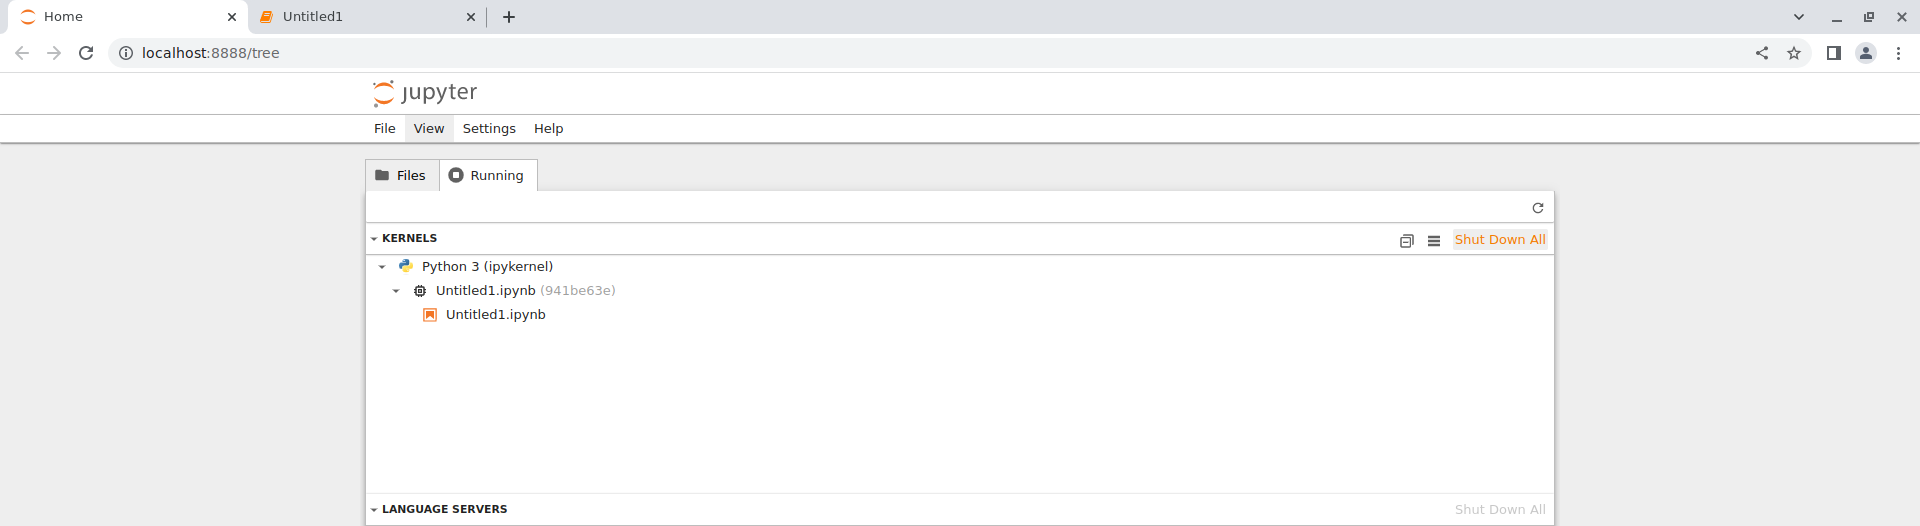 Home
Untitled1
localhost:8888/tree
jupyter
File View Settings Help
Files Running
KERNELS Shut Down All
Python 3 (ipykernel)
Untitled1.ipynb (941be63e)
Untitled1.ipynb
LANGUAGE SERVERS Shut Down All